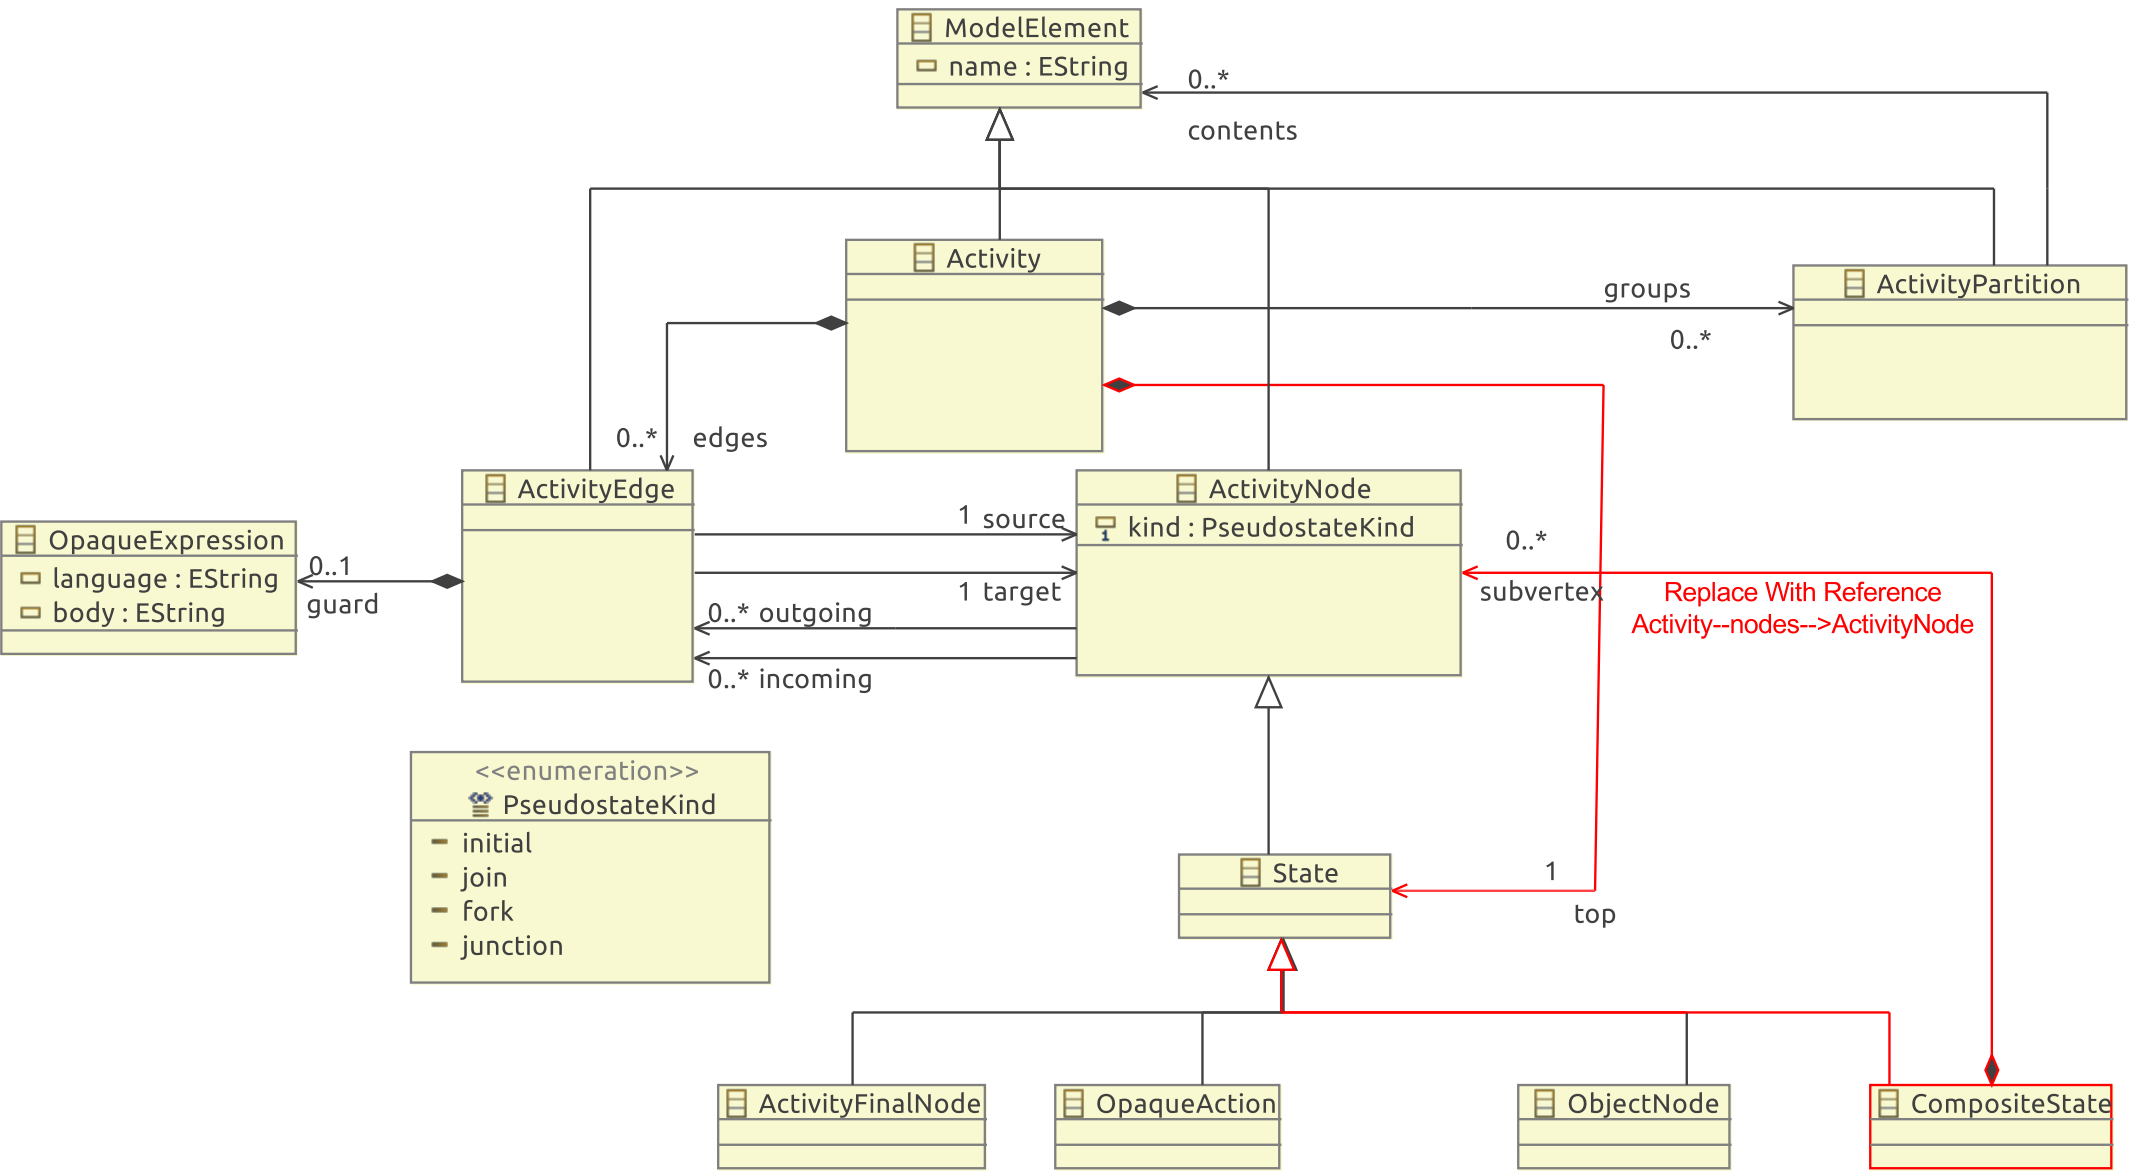 ModelElement
name : EString
0..*
contents
Activity
groups
0..*
ActivityPartition
0..*
edges
ActivityEdge
ActivityNode
kind : PseudostateKind
1 source
1 target
0..* outgoing
0..* incoming
OpaqueExpression
language : EString
body : EString
0..1
guard
0..*
subvertex
Replace With Reference
Activity--nodes-->ActivityNode
<<enumeration>>
PseudostateKind
initial
join
fork
junction
State
1
top
ActivityFinalNode
OpaqueAction
ObjectNode
CompositeState